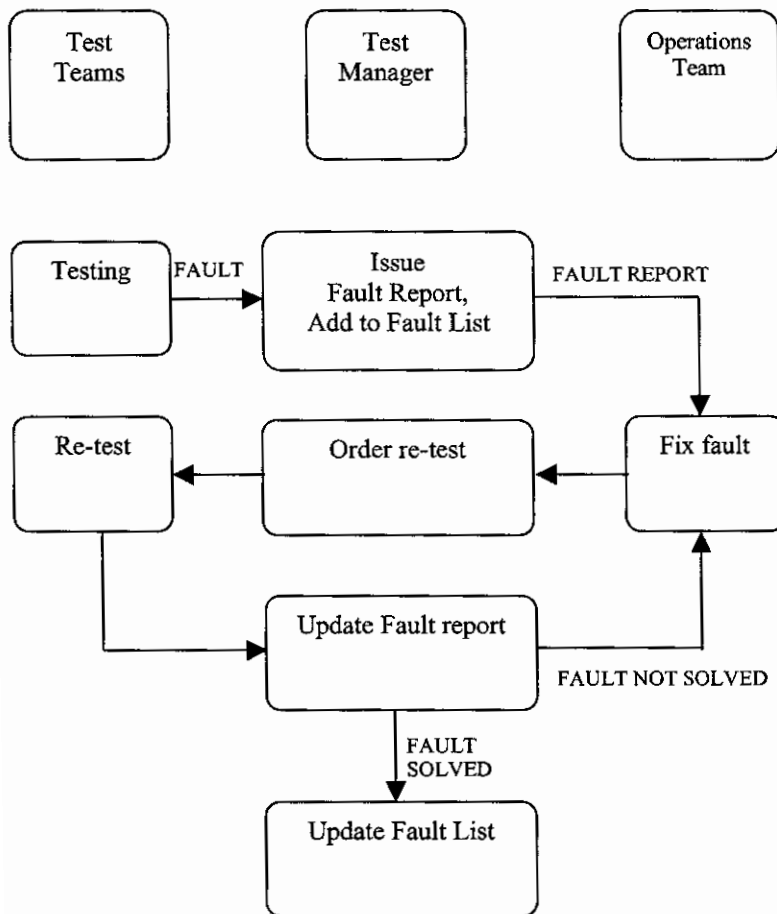 Test
Teams
Test
Manager
Operations
Team
Testing
FAULT
Issue
Fault Report,
Add to Fault List
FAULT REPORT
Re-test
Order re-test
Fix fault
Update Fault report
FAULT NOT SOLVED
FAULT
SOLVED
Update Fault List